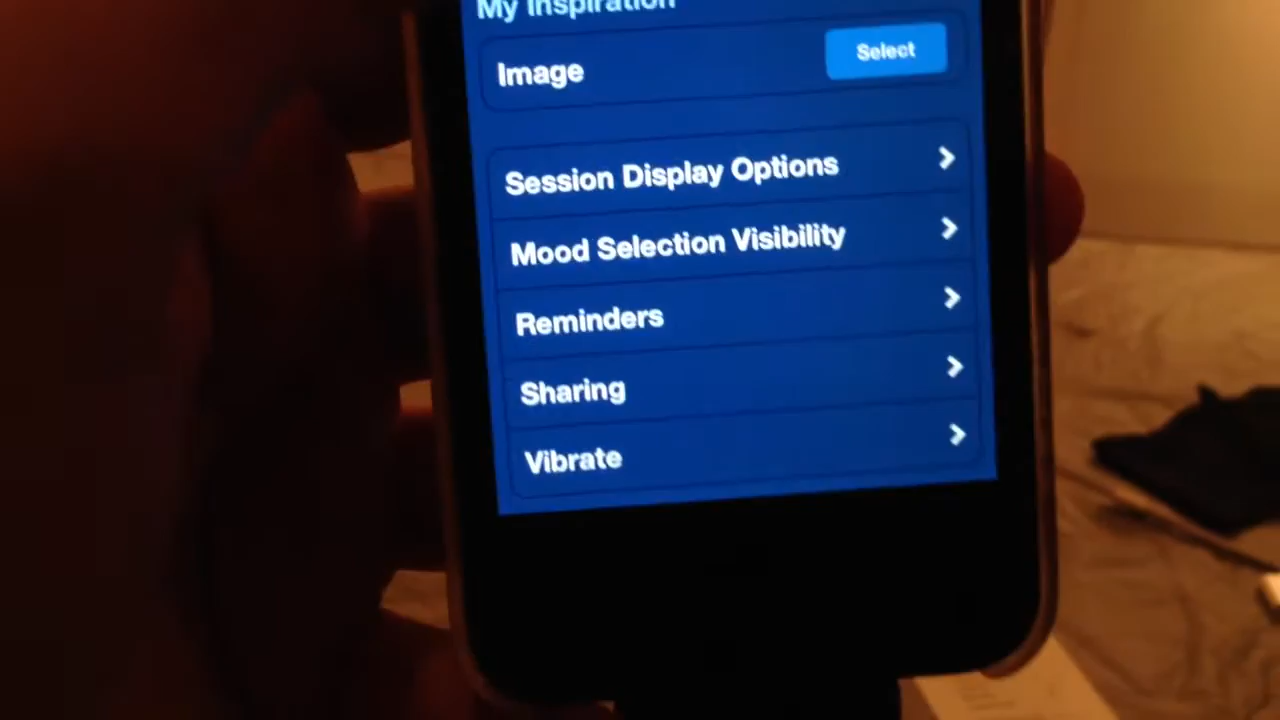 My Inspiration
Image
Select
Session Display Options
Mood Selection Visibility
Reminders
Sharing
Vibrate